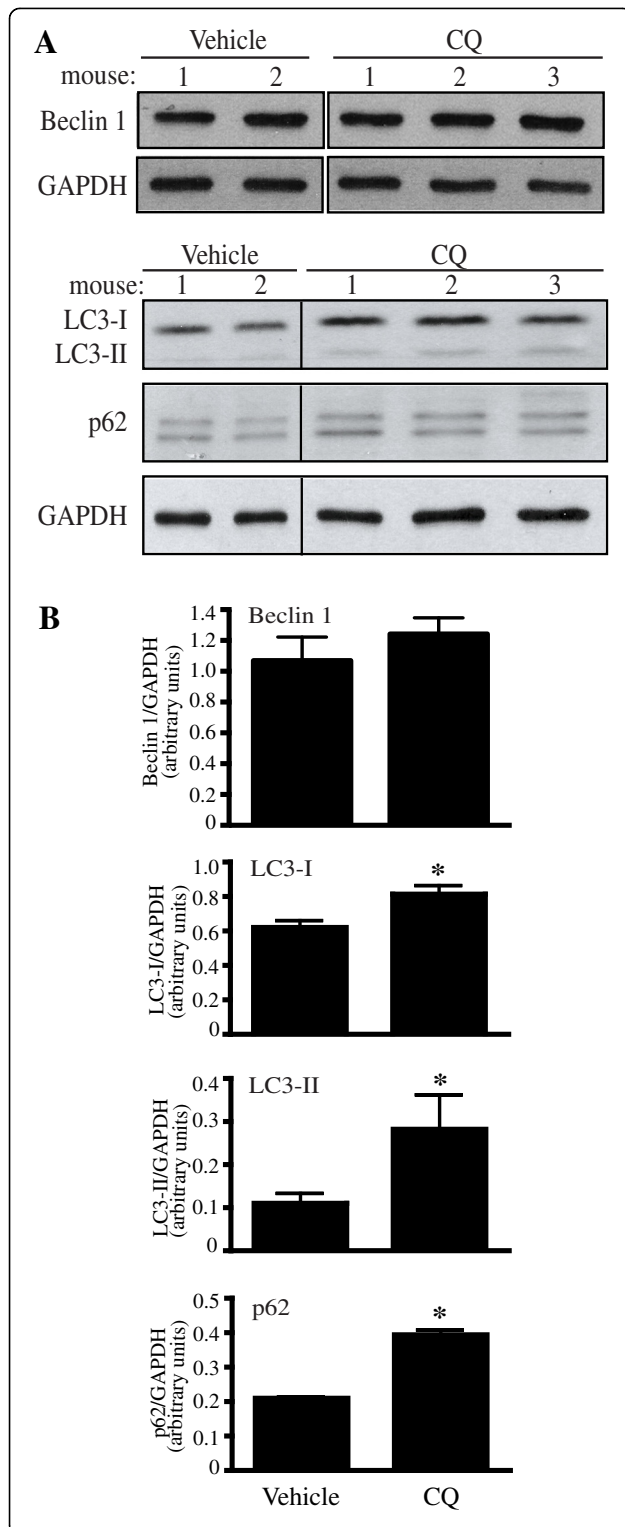 A
Vehicle CQ
mouse: 1 2 1 2 3
Beclin 1
GAPDH
Vehicle CQ
mouse: 1 2 1 2 3
LC3-I
LC3-II
p62
GAPDH
B
Beclin 1
Beclin 1/GAPDH
(arbitrary units)
1.4
1.2
1.0
0.8
0.6
0.4
0.2
0
LC3-I
*
LC3-I/GAPDH
(arbitrary units)
1.0
0.8
0.6
0.4
0.2
0
LC3-II
*
LC3-II/GAPDH
(arbitrary units)
0.4
0.3
0.2
0.1
0
p62
*
p62/GAPDH
(arbitrary units)
0.5
0.4
0.3
0.2
0.1
0
Vehicle CQ